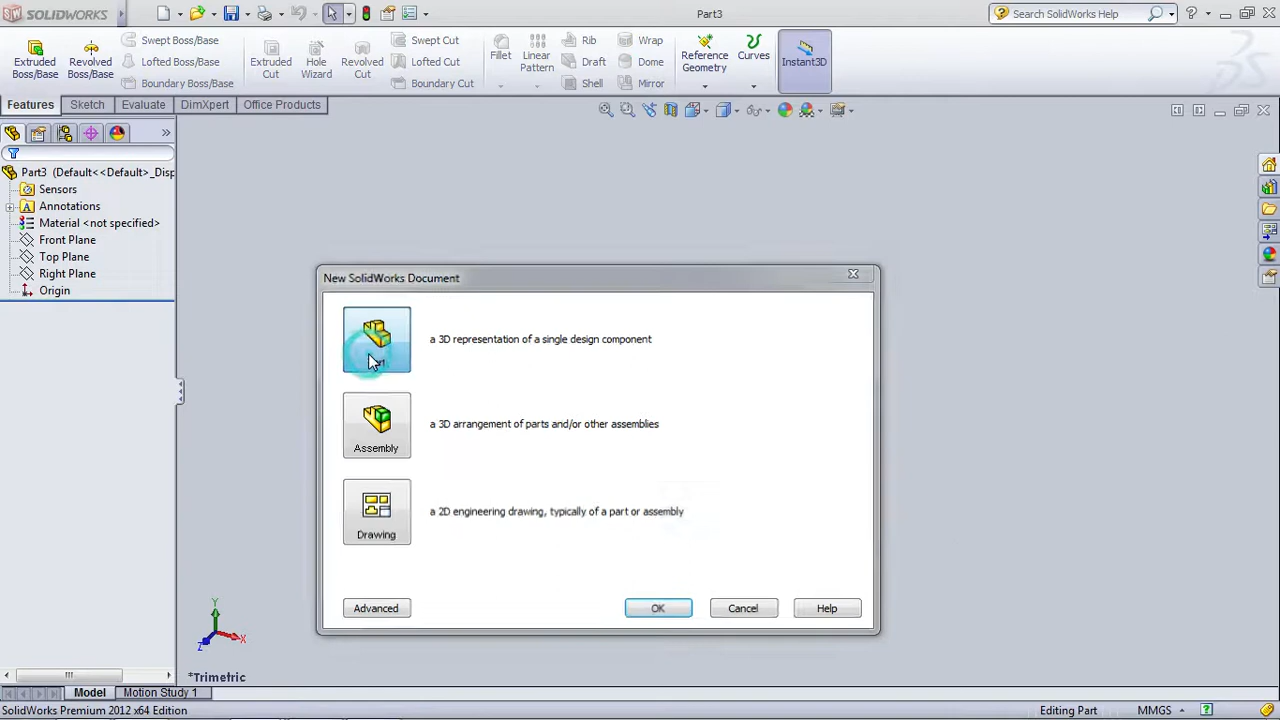 SOLIDWORKS
Part3
Search SolidWorks Help
Extruded Boss/Base
Revolved Boss/Base
Swept Boss/Base
Lofted Boss/Base
Boundary Boss/Base
Extruded Cut
Hole Wizard
Revolved Cut
Swept Cut
Lofted Cut
Boundary Cut
Fillet
Linear Pattern
Rib
Draft
Shell
Wrap
Dome
Mirror
Reference Geometry
Curves
Instant3D
Features Sketch Evaluate DimXpert Office Products
Part3 (Default<<Default>_Disp
Sensors
Annotations
Material <not specified>
Front Plane
Top Plane
Right Plane
Origin
New SolidWorks Document
a 3D representation of a single design component
Assembly
a 3D arrangement of parts and/or other assemblies
Drawing
a 2D engineering drawing, typically of a part or assembly
Advanced OK Cancel Help
Y
X
Z
*Trimetric
Model Motion Study 1
SolidWorks Premium 2012 x64 Edition Editing Part MMGS